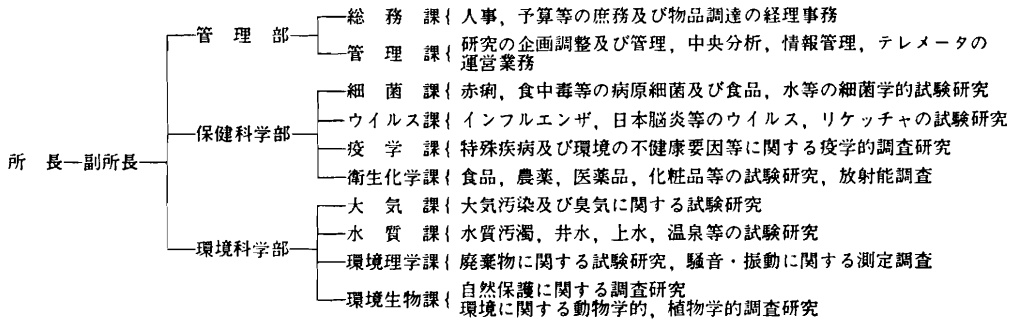 総務課{人事，予算等の庶務及び物品調達の経理事務
管理部
管理課{研究の企画調整及び管理，中央分析，情報管理，テレメータの
運営業務
細菌課{赤痢，食中毒等の病原細菌及び食品，水等の細菌学的試験研究
ウイルス課{インフルエンザ，日本脳炎等のウイルス，リケッチャの試験研究
保健科学部
疫学課{特殊疾病及び環境の不健康要因等に関する疫学的調査研究
所長―副所長
衛生化学課{食品，農薬，医薬品，化粧品等の試験研究，放射能調査
大気課{大気汚染及び臭気に関する試験研究
水質課{水質汚濁，井水，上水，温泉等の試験研究
環境科学部
環境理学課{廃棄物に関する試験研究，騒音・振動に関する測定調査
環境生物課{自然保護に関する調査研究
環境に関する動物学的，植物学的調査研究